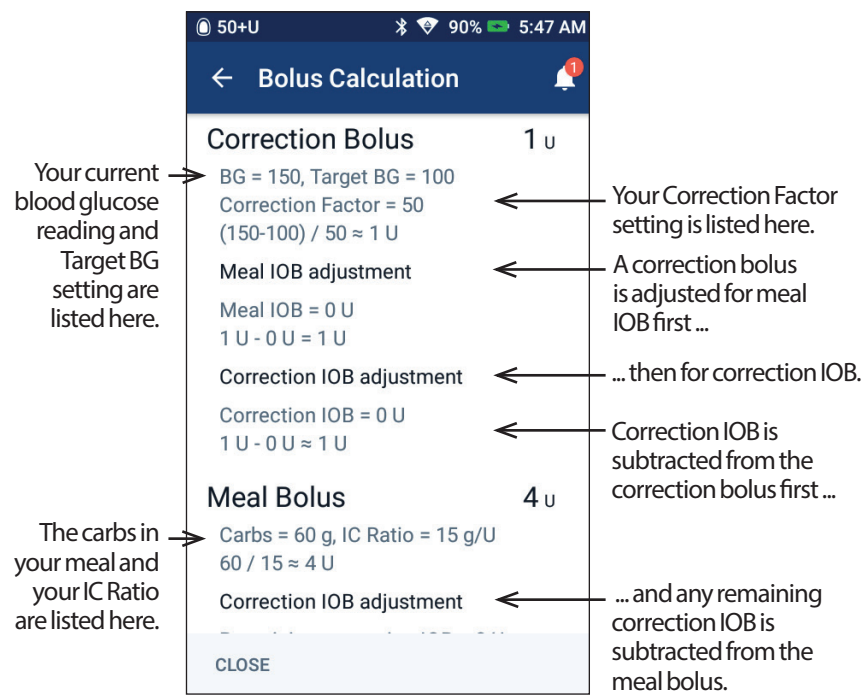 50+U 90% 5:47 AM
Bolus Calculation 1
Correction Bolus 1 U
BG = 150, Target BG = 100
Correction Factor = 50
(150-100) / 50 ≈ 1 U
Meal IOB adjustment
Meal IOB = 0 U
1 U - 0 U = 1 U
Correction IOB adjustment
Correction IOB = 0 U
1 U - 0 U ≈ 1 U
Meal Bolus 4 U
Carbs = 60 g, IC Ratio = 15 g/U
60 / 15 ≈ 4 U
Correction IOB adjustment
CLOSE
Your current
blood glucose
reading and
Target BG
setting are
listed here.
The carbs in
your meal and
your IC Ratio
are listed here.
Your Correction Factor
setting is listed here.
A correction bolus
is adjusted for meal
IOB first ...
... then for correction IOB.
Correction IOB is
subtracted from the
correction bolus first ...
... and any remaining
correction IOB is
subtracted from the
meal bolus.